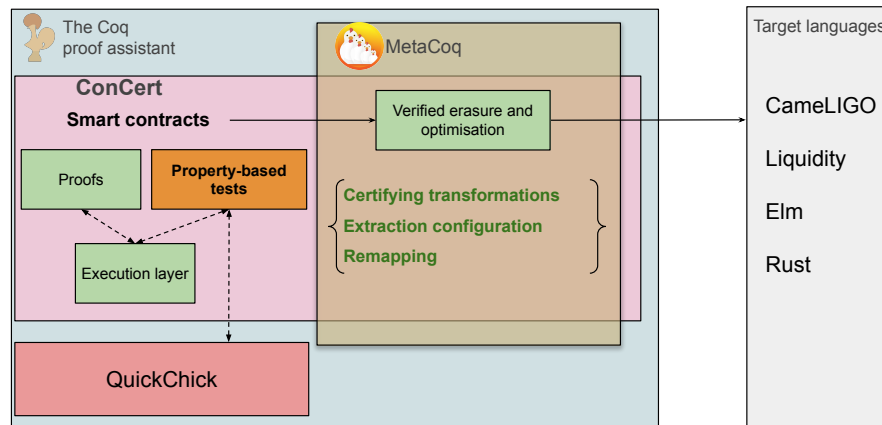 The Coq
proof assistant
MetaCoq
Target languages
ConCert
Smart contracts
Verified erasure and
optimisation
CameLIGO
Liquidity
Elm
Rust
Proofs
Property-based
tests
Certifying transformations
Extraction configuration
Remapping
Execution layer
QuickChick